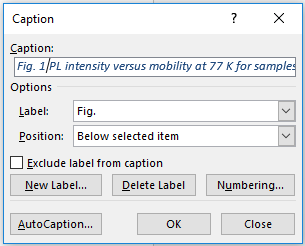 Caption
Caption:
Fig. 1 PL intensity versus mobility at 77 K for samples
Options
Label: Fig.
Position: Below selected item
Exclude label from caption
New Label... Delete Label Numbering...
AutoCaption... OK Close